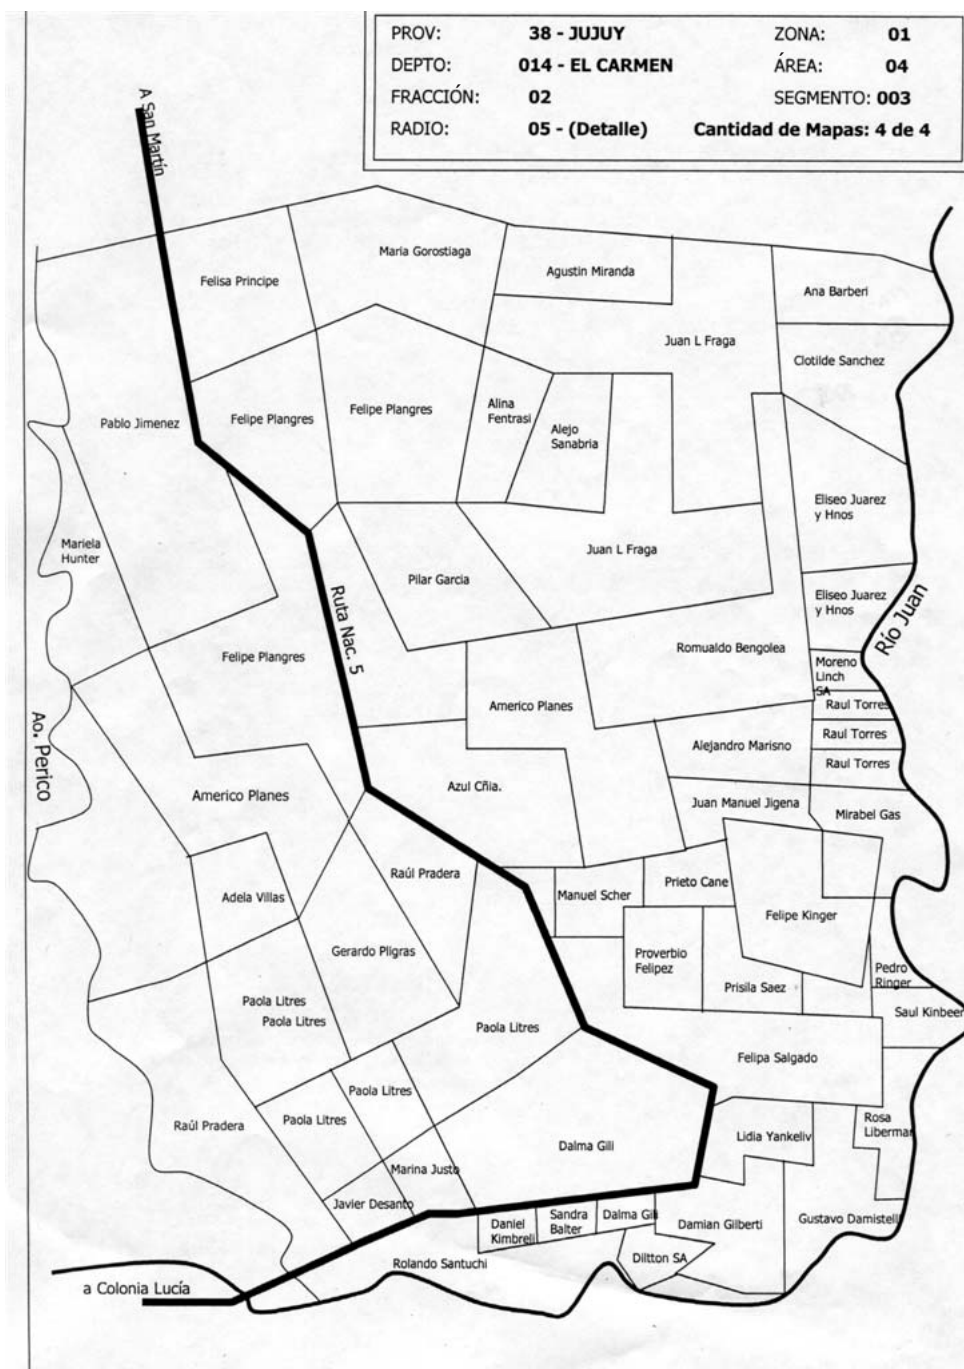 PROV: 38 - JUJUY ZONA: 01
DEPTO: 014 - EL CARMEN ÁREA: 04
FRACCIÓN: 02 SEGMENTO: 003
RADIO: 05 - (Detalle) Cantidad de Mapas: 4 de 4
A San Martín
Maria Gorostiaga
Felisa Principe
Agustin Miranda
Ana Barberi
Juan L Fraga
Clotilde Sanchez
Pablo Jimenez
Felipe Plangres
Felipe Plangres
Alina
Fentrasi
Alejo
Sanabria
Eliseo Juarez
y Hnos
Mariela
Hunter
Pilar Garcia
Juan L Fraga
Eliseo Juarez
y Hnos
Río Juan
Ruta Nac. 5
Felipe Plangres
Romualdo Bengolea
Moreno
Linch
SA
Raul Torres
Americo Planes
Raul Torres
Alejandro Marisno
Raul Torres
Ao. Perico
Americo Planes
Azul Cñia.
Juan Manuel Jigena
Mirabel Gas
Raúl Pradera
Adela Villas
Manuel Scher
Prieto Cane
Felipe Kinger
Gerardo Pligras
Proverbio
Felipez
Pedro
Ringer
Prisila Saez
Paola Litres
Paola Litres
Paola Litres
Saul Kinbeer
Felipa Salgado
Paola Litres
Paola Litres
Raúl Pradera
Rosa
Liberman
Lidia Yankeliv
Dalma Gili
Marina Justo
Javier Desanto
Daniel
Kimbreli
Sandra
Balter
Dalma Gili
Damian Gilberti
Gustavo Damistelli
Rolando Santuchi
Diltton SA
a Colonia Lucía